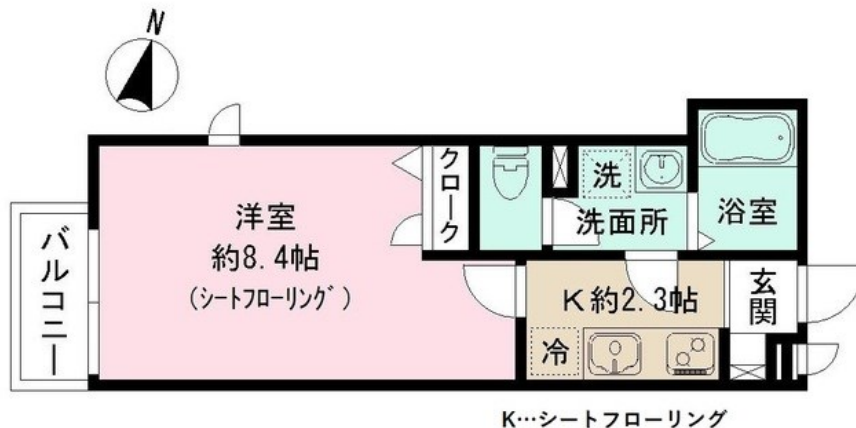 N
バルコニー
洋室
約8.4帖
(シートフローリング)
クローク
洗
洗面所
浴室
K約2.3帖
冷
玄関
K…シートフローリング